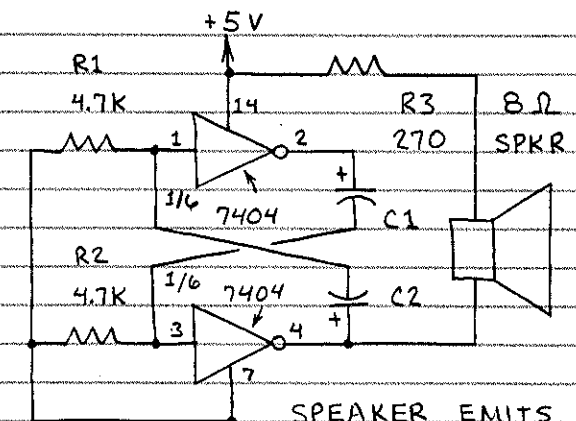 +5V
R1
4.7K
14
R3
270
8Ω
SPKR
1
2
1/6
7404
+
C1
R2
4.7K
1/6
7404
C2
+
3
4
7
SPEAKER EMITS